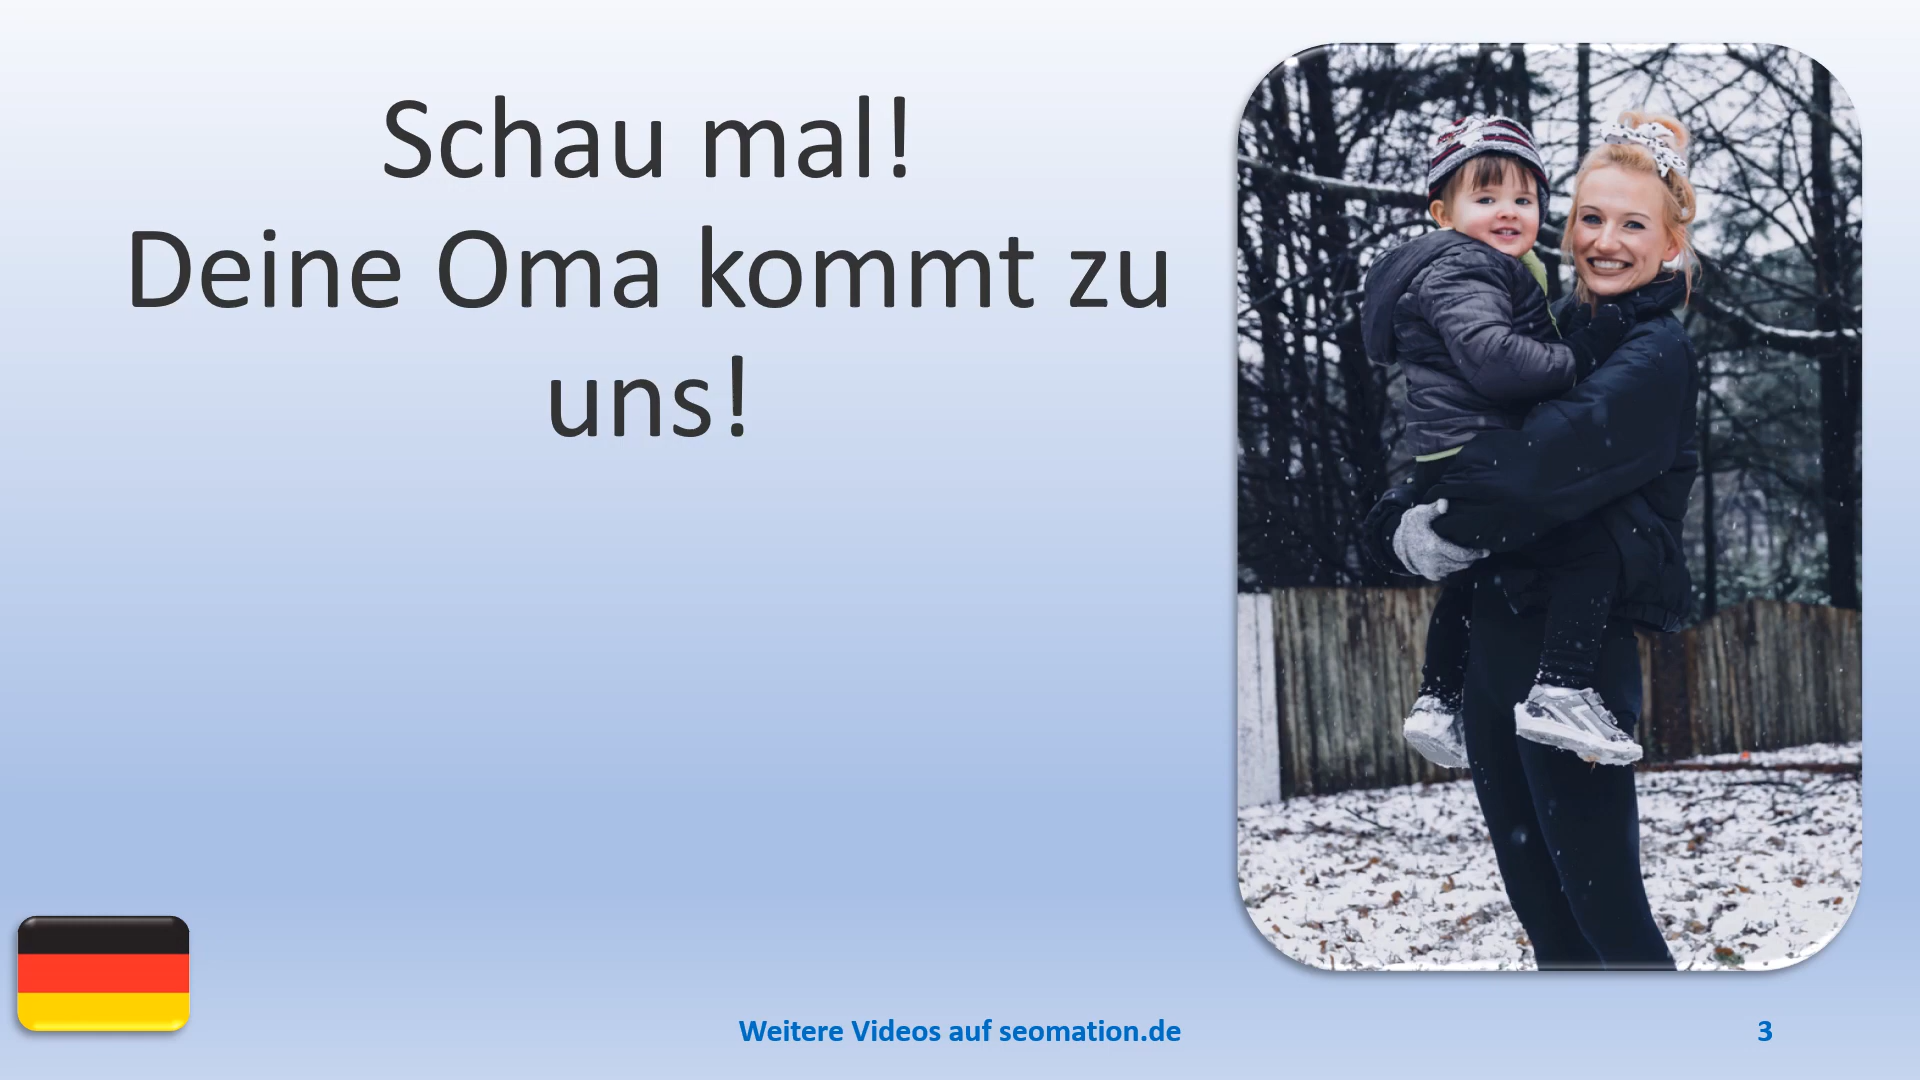 Schau mal!
Deine Oma kommt zu
uns!
Weitere Videos auf seomation.de
3